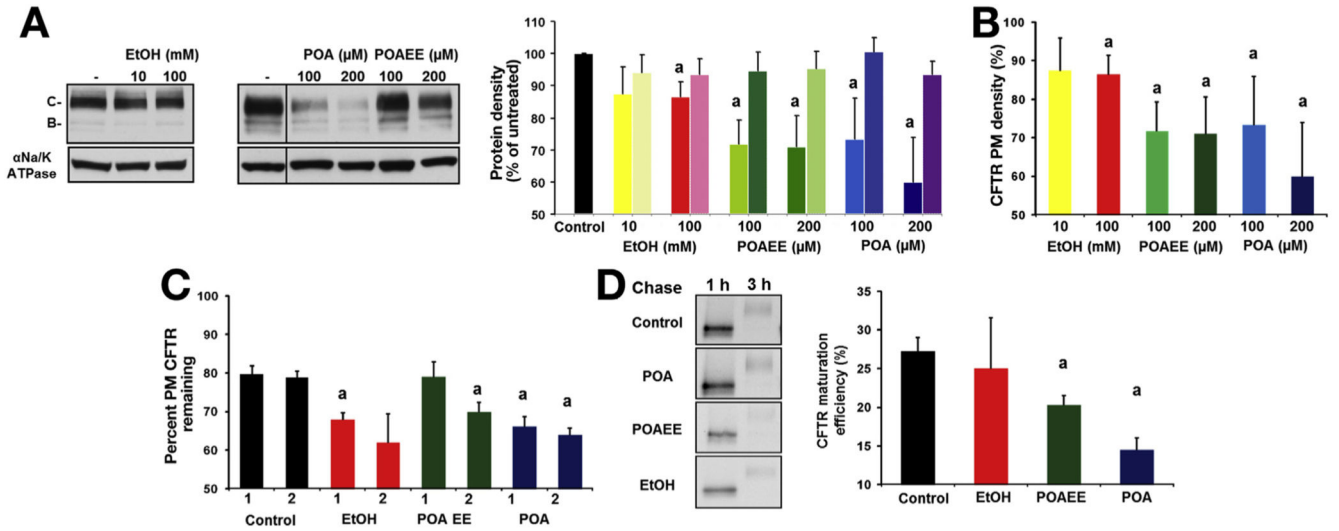 A
EtOH (mM)
- 10 100
C-
B-
αNa/K
ATPase
POA (µM) POAEE (µM)
- 100 200 100 200
Protein density
(% of untreated)
110
100
90
80
70
60
50
a
a
a
a
a
Control 10 100 100 200 100 200
EtOH (mM) POAEE (µM) POA (µM)
B
CFTR PM density (%)
100
90
80
70
60
50
a
a
a
a
a
10 100 100 200 100 200
EtOH (mM) POAEE (µM) POA (µM)
C
Percent PM CFTR
remaining
100
90
80
70
60
50
a
a
a
a
1 2 1 2 1 2 1 2
Control EtOH POA EE POA
D
Chase 1 h 3 h
Control
POA
POAEE
EtOH
CFTR maturation
efficiency (%)
35
30
25
20
15
10
a
a
Control EtOH POAEE POA